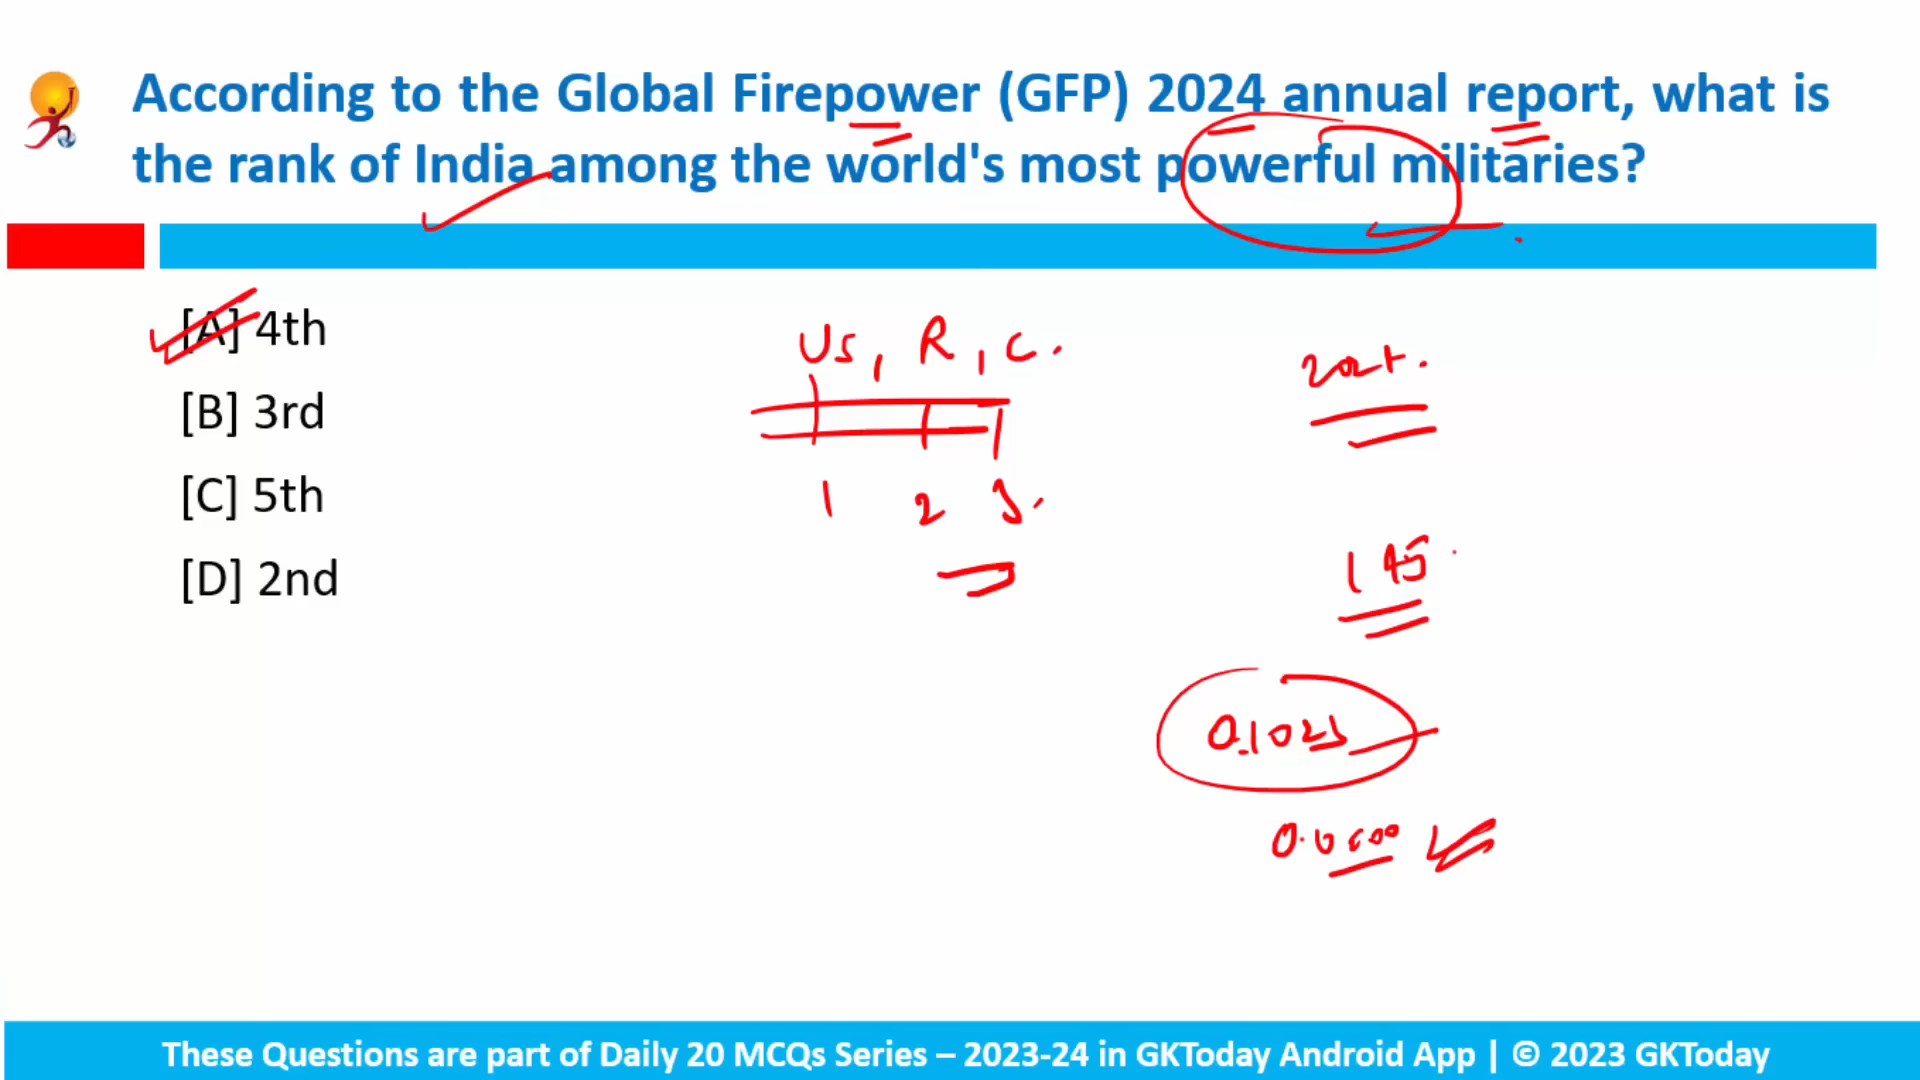 According to the Global Firepower (GFP) 2024 annual report, what is
the rank of India among the world's most powerful militaries?
[A] 4th
[B] 3rd
[C] 5th
[D] 2nd
US, R, C.
1 2 3.
145
0.1023
These Questions are part of Daily 20 MCQs Series – 2023-24 in GKToday Android App | © 2023 GKToday